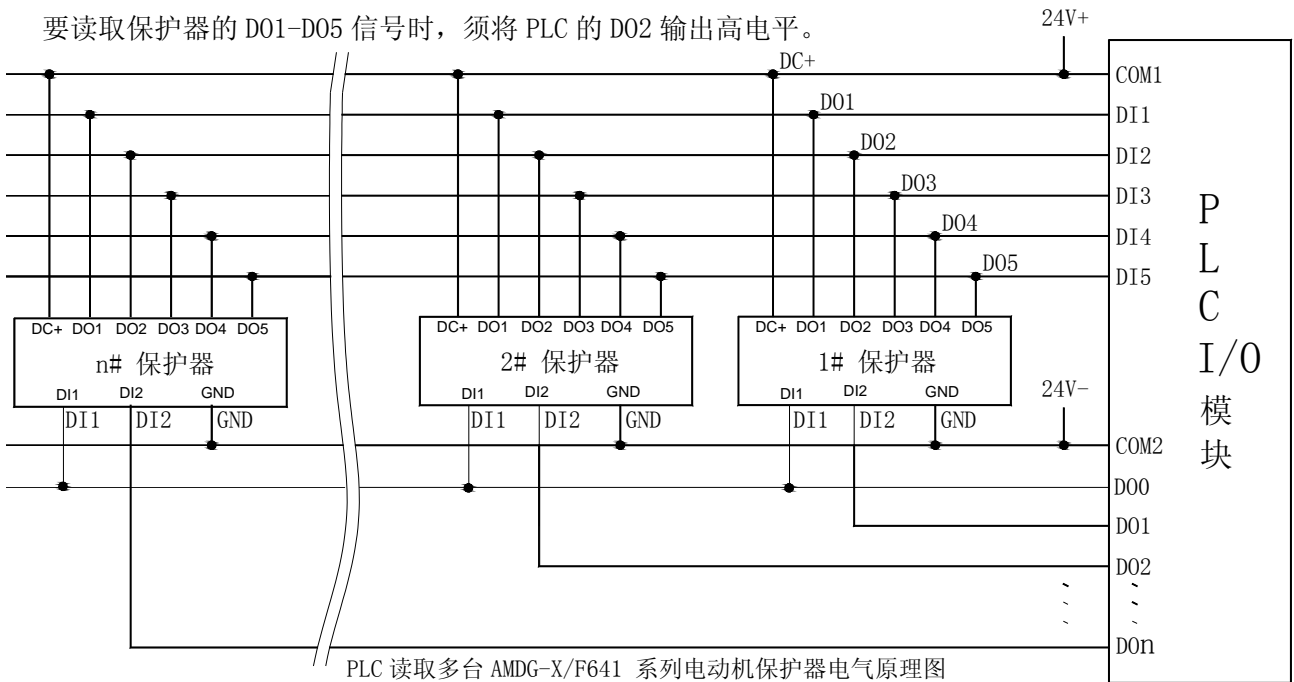 要读取保护器的 DO1-DO5 信号时，须将 PLC 的 DO2 输出高电平。
24V+
DC+
COM1
DO1
DI1
DO2
DI2
DO3
DI3
DO4
DI4
DO5
DI5
PLC I/O 模块
DC+ DO1 DO2 DO3 DO4 DO5
n# 保护器
DI1 DI2 GND
DC+ DO1 DO2 DO3 DO4 DO5
2# 保护器
DI1 DI2 GND
DC+ DO1 DO2 DO3 DO4 DO5
1# 保护器
DI1 DI2 GND
24V-
DI1 DI2 GND
DI1 DI2 GND
DI1 DI2 GND
COM2
DO0
DO1
DO2
DOn
PLC 读取多台 AMDG-X/F641 系列电动机保护器电气原理图